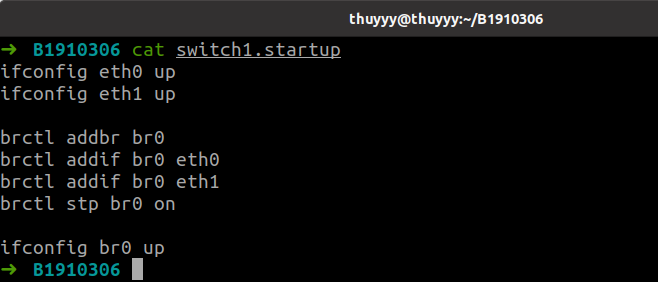 thuyyy@thuyyy:~/B1910306
➜ B1910306 cat switch1.startup
ifconfig eth0 up
ifconfig eth1 up
brctl addbr br0
brctl addif br0 eth0
brctl addif br0 eth1
brctl stp br0 on
ifconfig br0 up
➜ B1910306